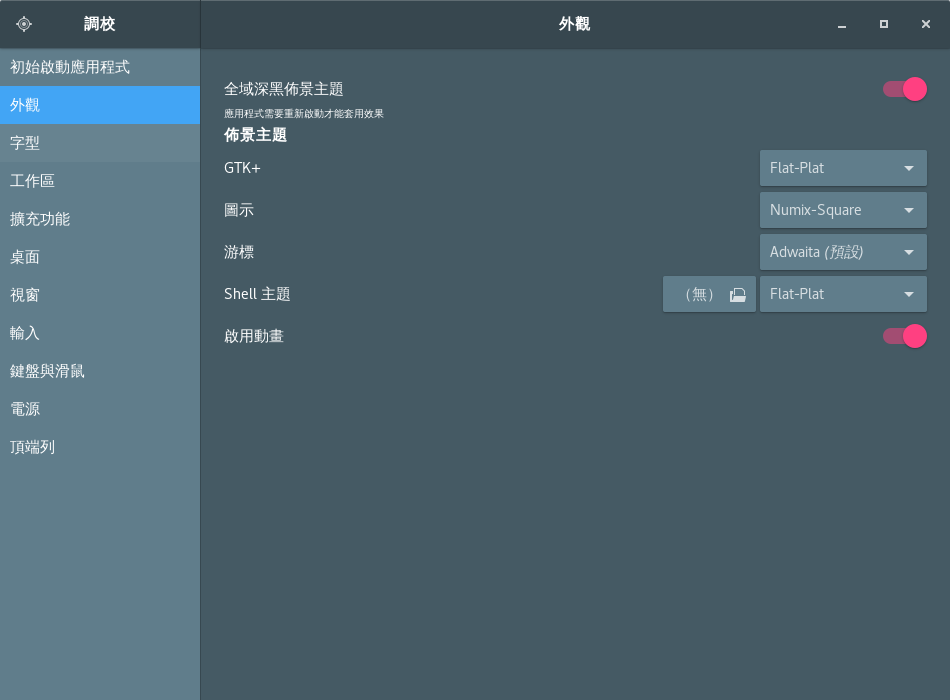 調校
外觀
初始啟動應用程式
外觀
字型
工作區
擴充功能
桌面
視窗
輸入
鍵盤與滑鼠
電源
頂端列
全域深黑佈景主題
應用程式需要重新啟動才能套用效果
佈景主題
GTK+ Flat-Plat
圖示 Numix-Square
游標 Adwaita (預設)
Shell 主題 （無） Flat-Plat
啟用動畫